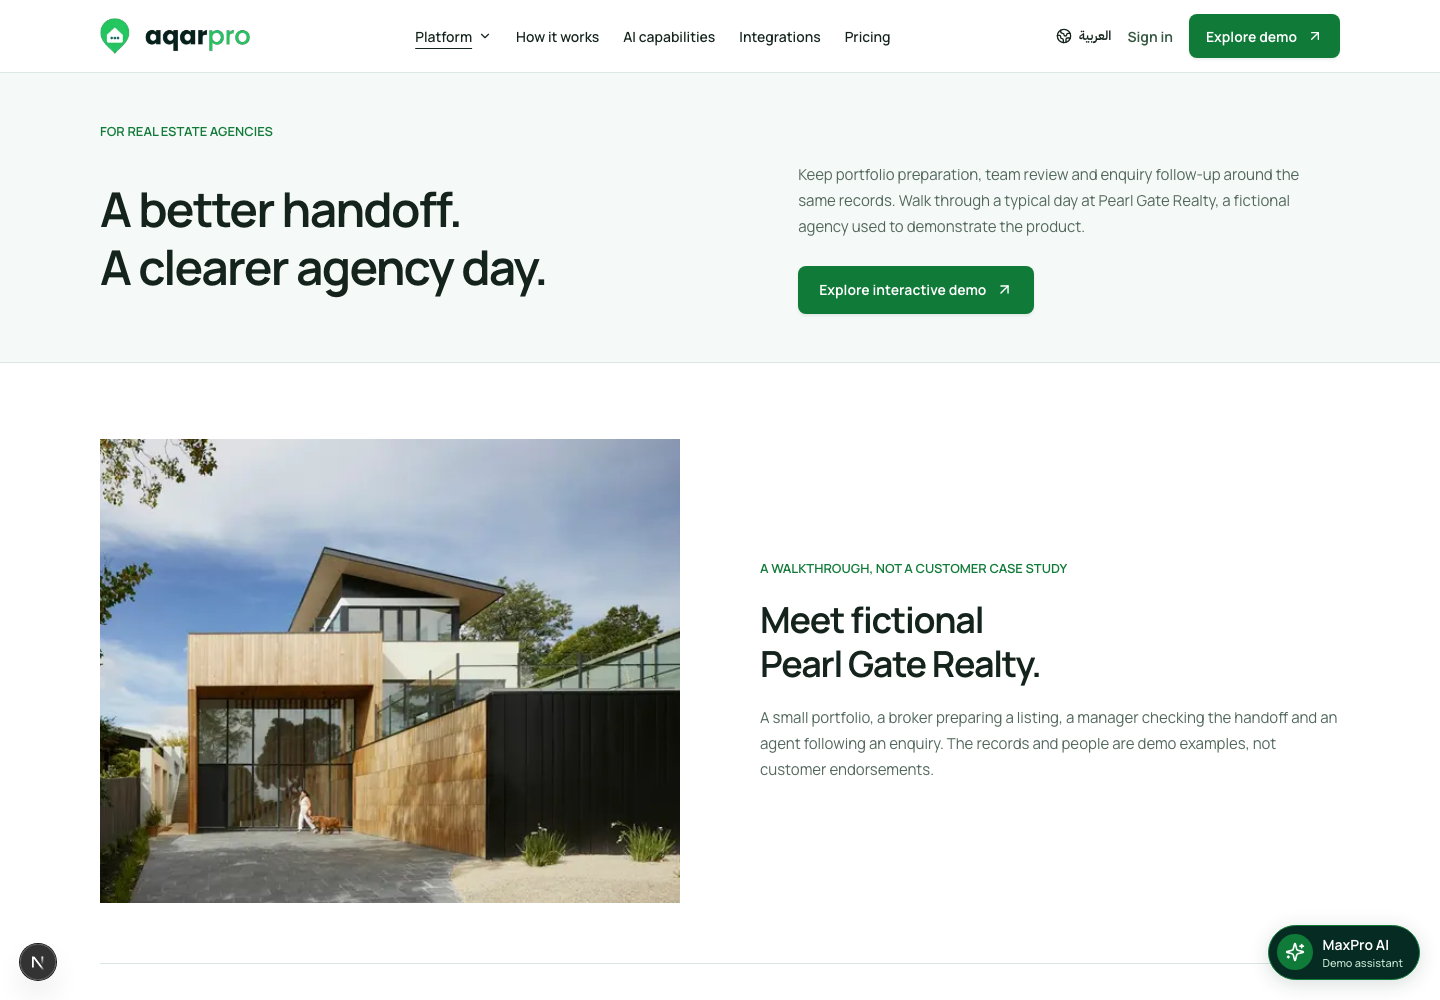 aqarpro
Platform
How it works
AI capabilities
Integrations
Pricing
العربية
Sign in
Explore demo
FOR REAL ESTATE AGENCIES
A better handoff.
A clearer agency day.
Keep portfolio preparation, team review and enquiry follow-up around the
same records. Walk through a typical day at Pearl Gate Realty, a fictional
agency used to demonstrate the product.
Explore interactive demo
A WALKTHROUGH, NOT A CUSTOMER CASE STUDY
Meet fictional
Pearl Gate Realty.
A small portfolio, a broker preparing a listing, a manager checking the handoff and an
agent following an enquiry. The records and people are demo examples, not
customer endorsements.
N
MaxPro AI
Demo assistant